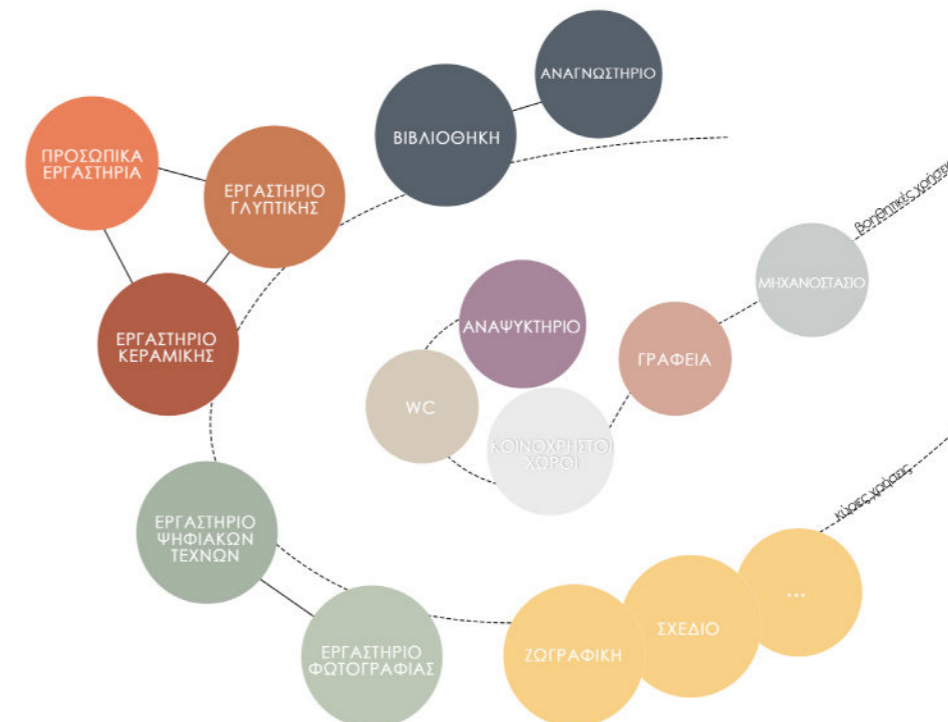 ΑΝΑΓΝΩΣΤΗΡΙΟ
ΒΙΒΛΙΟΘΗΚΗ
ΠΡΟΣΩΠΙΚΑ
ΕΡΓΑΣΤΗΡΙΑ
ΕΡΓΑΣΤΗΡΙΟ
ΓΛΥΠΤΙΚΗΣ
ΕΡΓΑΣΤΗΡΙΟ
ΚΕΡΑΜΙΚΗΣ
βοηθητικές χρήσεις
ΜΗΧΑΝΟΣΤΑΣΙΟ
ΑΝΑΨΥΚΤΗΡΙΟ
ΓΡΑΦΕΙΑ
WC
ΚΟΙΝΟΧΡΗΣΤΟΙ
ΧΩΡΟΙ
κύριες χρήσεις
ΕΡΓΑΣΤΗΡΙΟ
ΨΗΦΙΑΚΩΝ
ΤΕΧΝΩΝ
ΕΡΓΑΣΤΗΡΙΟ
ΦΩΤΟΓΡΑΦΙΑΣ
ΖΩΓΡΑΦΙΚΗ
ΣΧΕΔΙΟ
...